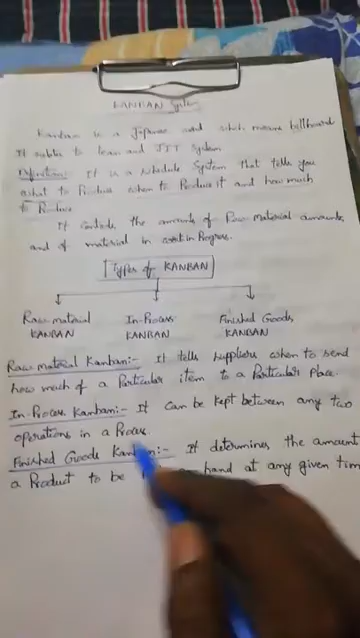 KANBAN System
Kanban is a Japanese word which means billboard
It relates to lean and JIT System
Definition: It is a schedule System that tells you
what to Produce when to Produce it and how much
to Produce
It controls the amounts of Raw Material amounts,
and of material in work in Progress.
Types of KANBAN
Raw material In-Process Finished Goods
KANBAN KANBAN KANBAN
Raw material Kanban:- It tells suppliers when to send
how much of a Particular item to a Particular Place.
In-Process Kanban:- It can be kept between any two
operations in a Process.
Finished Goods Kanban:- It determines the amount
a Product to be hand at any given time